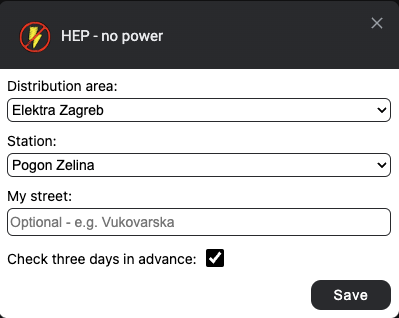 HEP - no power
Distribution area:
Elektra Zagreb
Station:
Pogon Zelina
My street:
Optional - e.g. Vukovarska
Check three days in advance:
Save